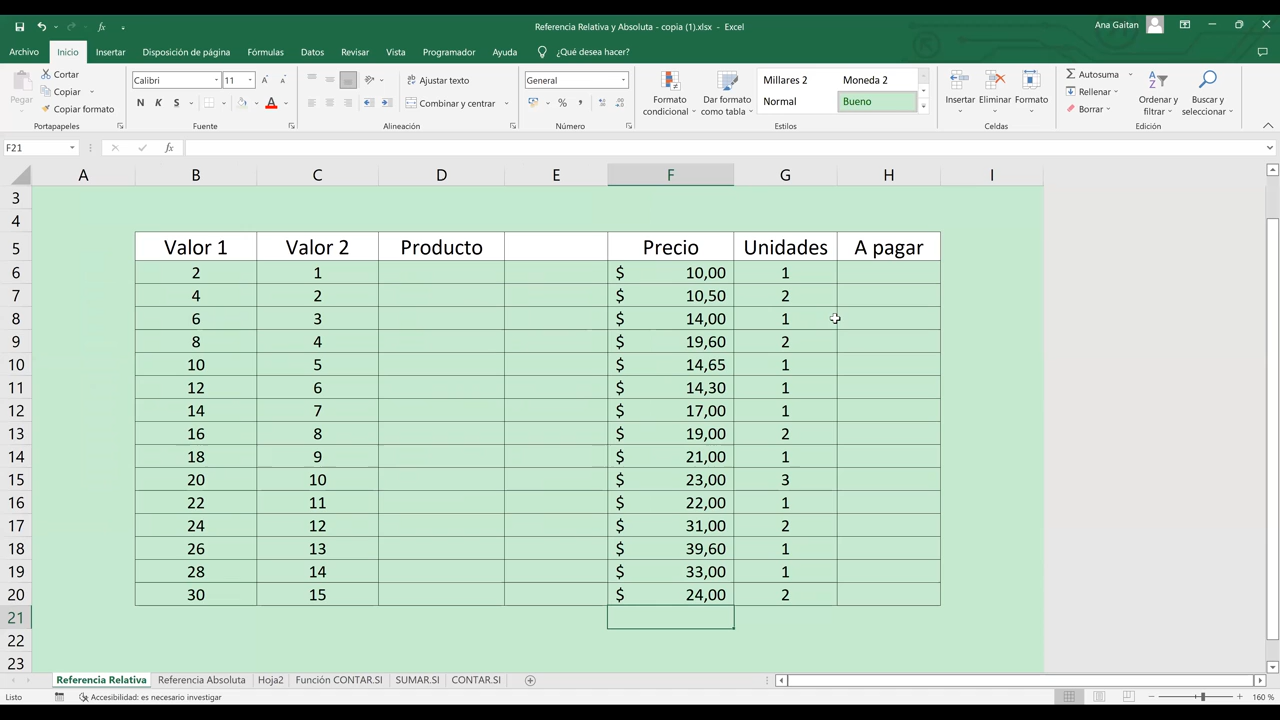 Referencia Relativa y Absoluta - copia (1).xlsx - Excel
Ana Gaitan
Archivo Inicio Insertar Disposición de página Fórmulas Datos Revisar Vista Programador Ayuda ¿Qué desea hacer?
Pegar
Cortar
Copiar
Copiar formato
Portapapeles
Calibri 11
N K S
Fuente
Ajustar texto
Combinar y centrar
Alineación
General
$ %
Número
Formato condicional
Dar formato como tabla
Millares 2 Moneda 2
Normal Bueno
Estilos
Insertar Eliminar Formato
Celdas
Autosuma
Rellenar
Borrar
Ordenar y filtrar
Buscar y seleccionar
Edición
F21 fx
A B C D E F G H I
3
4
5 Valor 1 Valor 2 Producto Precio Unidades A pagar
6 2 1 $ 10,00 1
7 4 2 $ 10,50 2
8 6 3 $ 14,00 1
9 8 4 $ 19,60 2
10 10 5 $ 14,65 1
11 12 6 $ 14,30 1
12 14 7 $ 17,00 1
13 16 8 $ 19,00 2
14 18 9 $ 21,00 1
15 20 10 $ 23,00 3
16 22 11 $ 22,00 1
17 24 12 $ 31,00 2
18 26 13 $ 39,60 1
19 28 14 $ 33,00 1
20 30 15 $ 24,00 2
21
22
23
Referencia Relativa Referencia Absoluta Hoja2 Función CONTAR.SI SUMAR.SI CONTAR.SI
Listo Accesibilidad: es necesario investigar 160 %